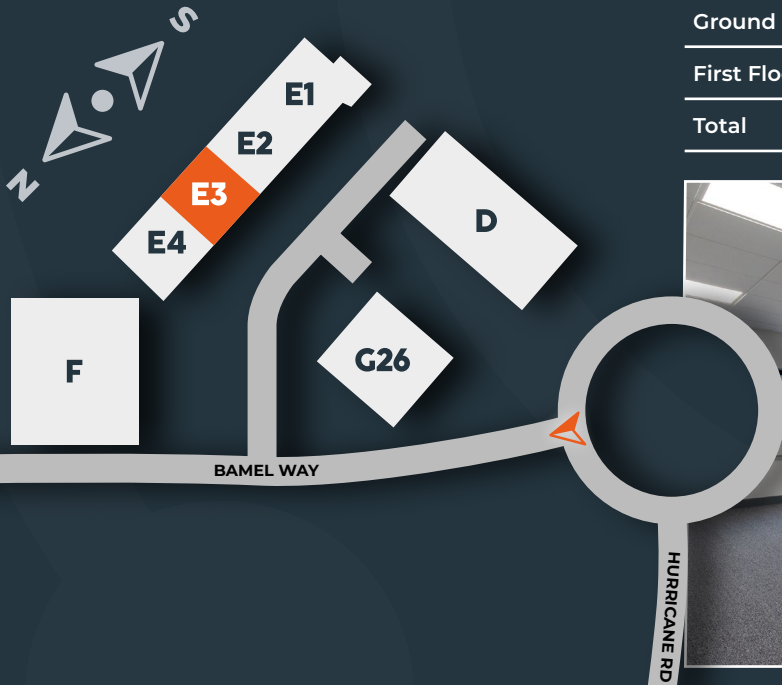 S
N
E1
E2
E3
E4
D
F
G26
BAMEL WAY
HURRICANE RD
Ground
First Flo
Total